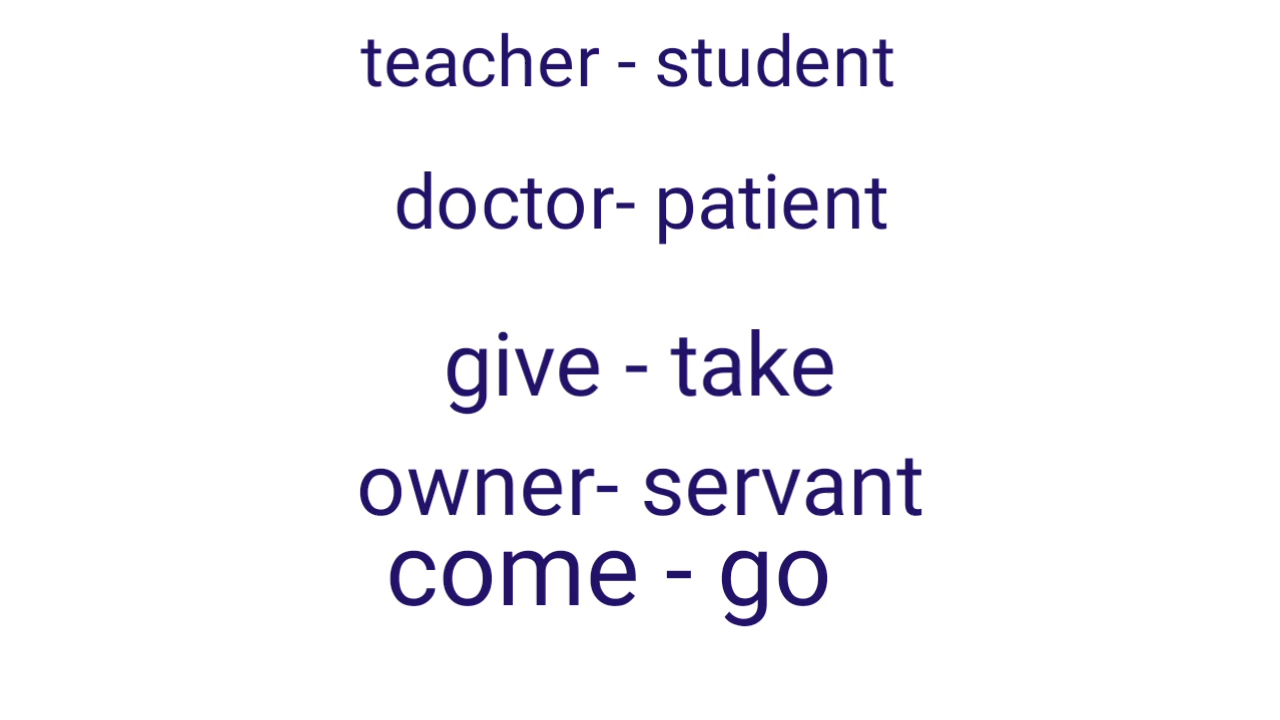 teacher - student
doctor- patient
give - take
owner- servant
come - go